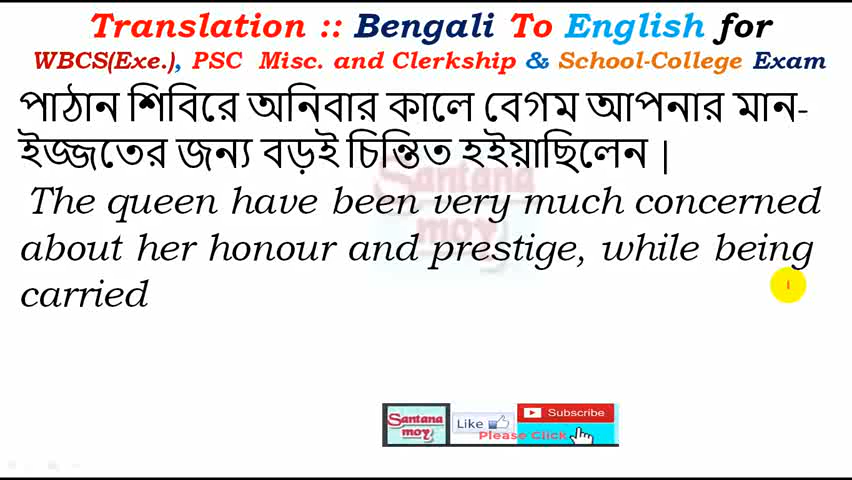 Translation :: Bengali To English for
WBCS(Exe.), PSC Misc. and Clerkship & School-College Exam
পাঠান শিবিরে অনিবার কালে বেগম আপনার মান-
ইজ্জতের জন্য বড়ই চিন্তিত হইয়াছিলেন |
The queen have been very much concerned
about her honour and prestige, while being
carried
Santana
moy
Santana
moy
Like
Subscribe
Please Click